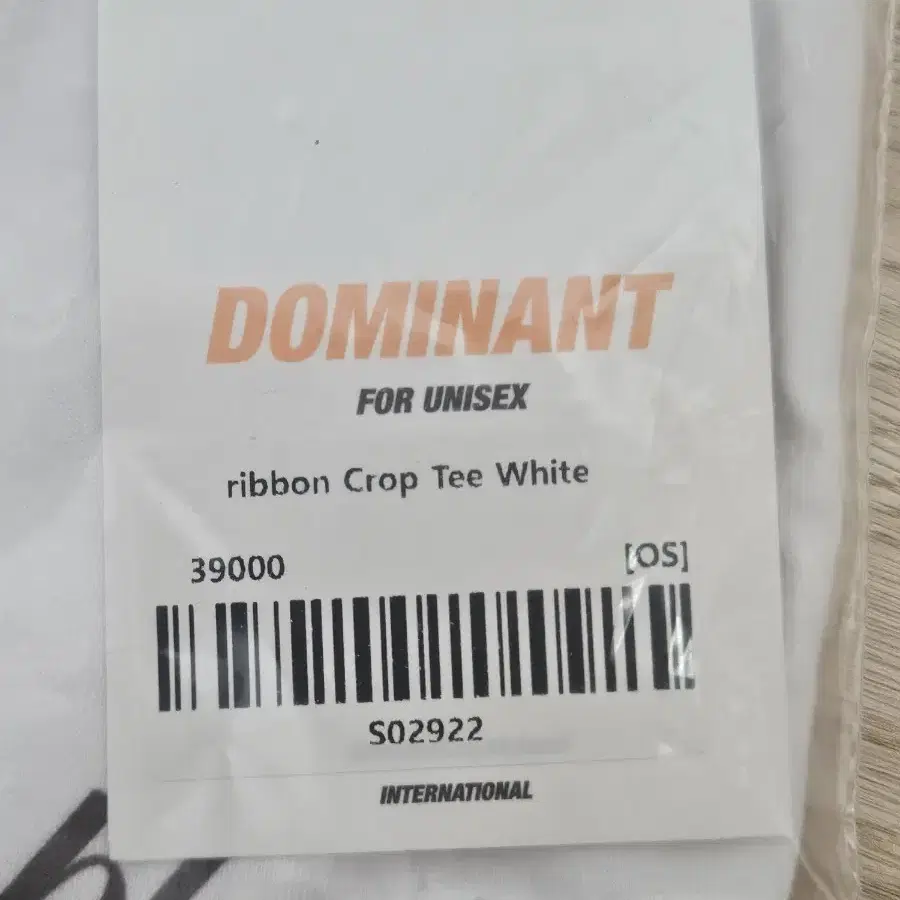 DOMINANT
FOR UNISEX
ribbon Crop Tee White
39000 [OS]
S02922
INTERNATIONAL